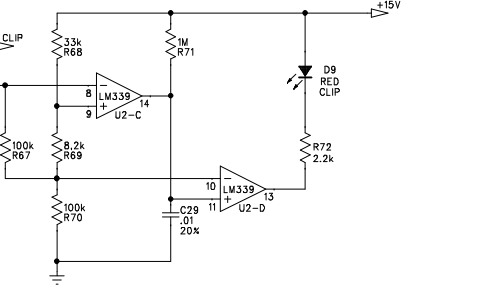 +15V
CLIP
33k
R68
1M
R71
D9
RED
CLIP
8
−
LM339
14
9
+
U2-C
100k
R67
8,2k
R69
R72
2.2k
10
−
LM339
13
11
+
U2-D
100k
R70
C29
.01
20%